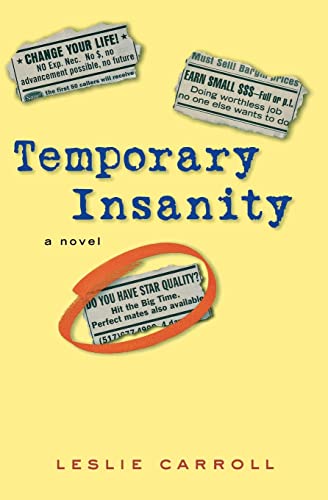 ★ CHANGE YOUR LIFE! ★
NO Exp. Nec. No $, no
advancement possible, no future
the first 50 callers will receive
Must Sell! Bargin prices
EARN SMALL $$$–Full or p.t.
Doing worthless job
no one else wants to do
Temporary
Insanity
a novel
DO YOU HAVE STAR QUALITY?
Hit the Big Time.
Perfect mates also available
LESLIE CARROLL